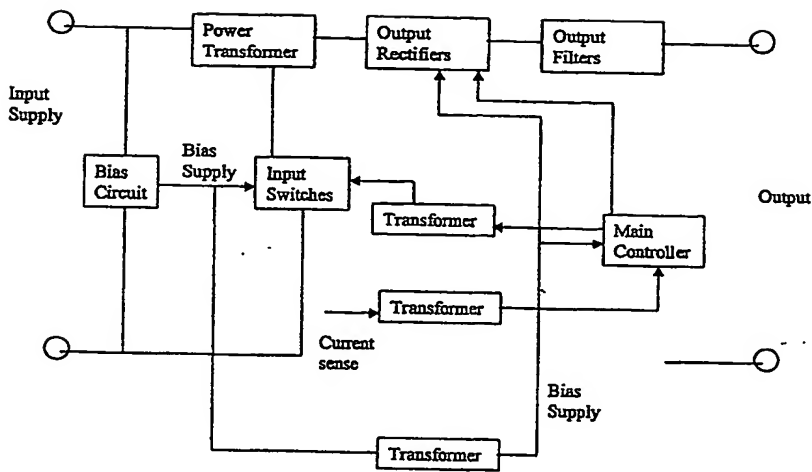 Power
Transformer
Output
Rectifiers
Output
Filters
Input
Supply
Bias
Supply
Bias
Circuit
Input
Switches
Transformer
Output
Main
Controller
Transformer
Current
sense
Bias
Supply
Transformer